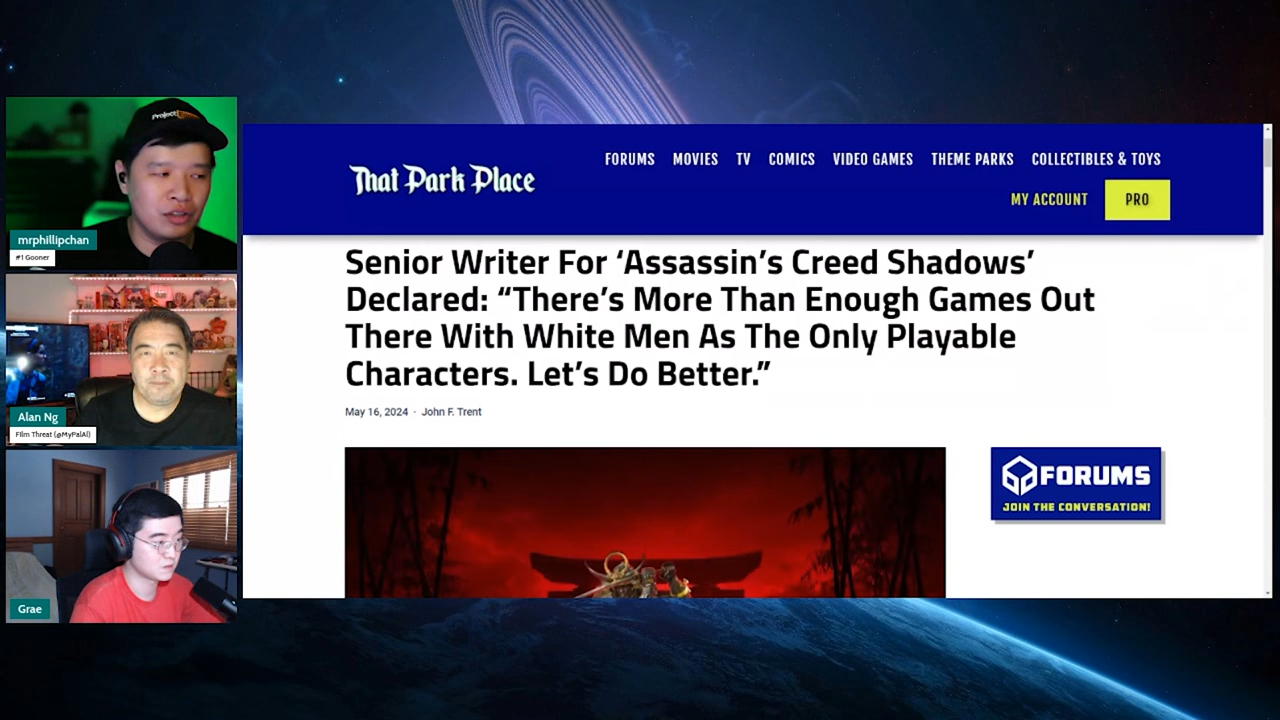 Project
mrphillipchan
#1 Gooner
Alan Ng
Film Threat (@MyPalAl)
Grae
That Park Place
FORUMS MOVIES TV COMICS VIDEO GAMES THEME PARKS COLLECTIBLES & TOYS
MY ACCOUNT PRO
Senior Writer For ‘Assassin’s Creed Shadows’
Declared: “There’s More Than Enough Games Out
There With White Men As The Only Playable
Characters. Let’s Do Better.”
May 16, 2024 · John F. Trent
FORUMS
JOIN THE CONVERSATION!